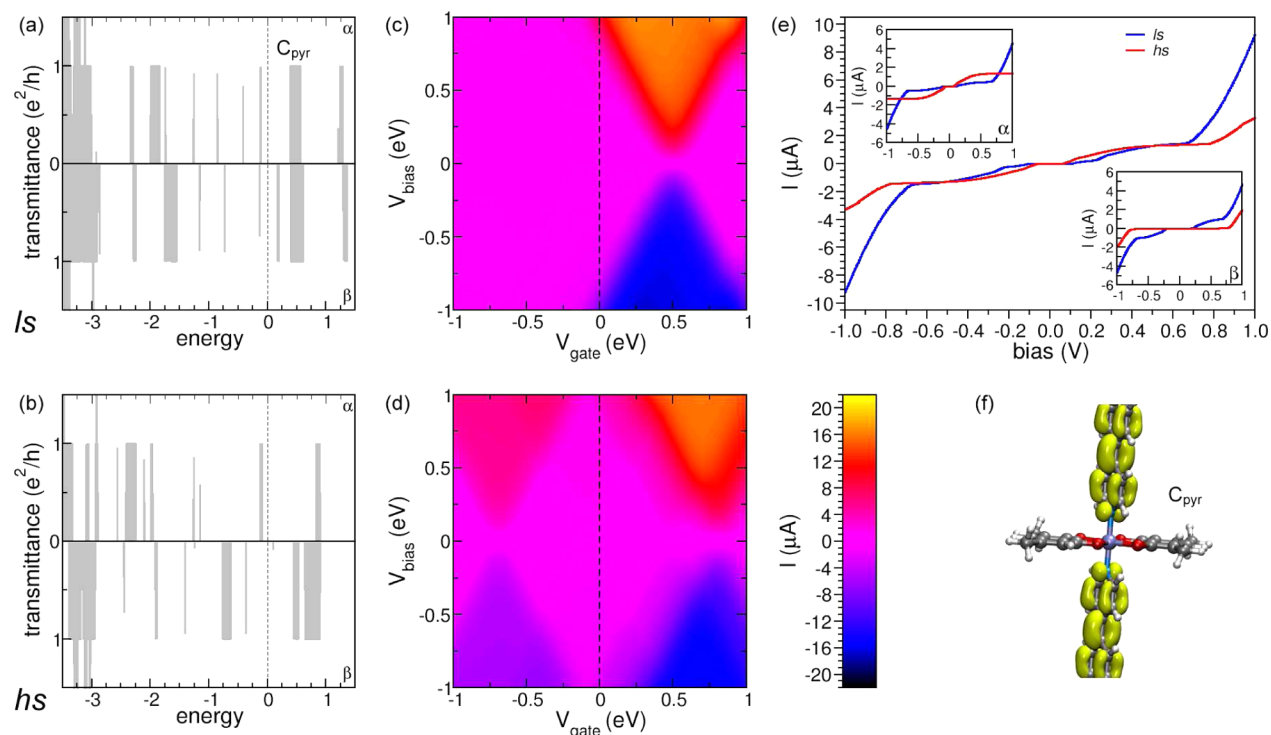 (a)
α
C_pyr
transmittance (e²/h)
1
0
1
β
-3 -2 -1 0 1
energy
ls
(c)
1
0.5
0
-0.5
-1
V_bias (eV)
-1 -0.5 0 0.5 1
V_gate (eV)
(e)
ls
hs
10
8
6
4
2
0
-2
-4
-6
-8
-10
I (μA)
-1.0 -0.8 -0.6 -0.4 -0.2 0.0 0.2 0.4 0.6 0.8 1.0
bias (V)
6
4
2
0
-2
-4
-6
I (μA)
α
-1 -0.5 0 0.5 1
6
4
2
0
-2
-4
-6
I (μA)
β
-1 -0.5 0 0.5 1
(b)
α
transmittance (e²/h)
1
0
1
β
-3 -2 -1 0 1
energy
hs
(d)
1
0.5
0
-0.5
-1
V_bias (eV)
-1 -0.5 0 0.5 1
V_gate (eV)
I (μA)
20
16
12
8
4
0
-4
-8
-12
-16
-20
(f)
C_pyr